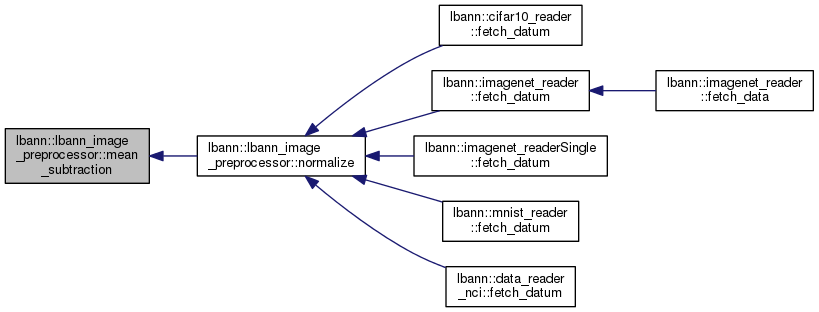 lbann::lbann_image
_preprocessor::mean
_subtraction
lbann::lbann_image
_preprocessor::normalize
lbann::cifar10_reader
::fetch_datum
lbann::imagenet_reader
::fetch_datum
lbann::imagenet_reader
::fetch_data
lbann::imagenet_readerSingle
::fetch_datum
lbann::mnist_reader
::fetch_datum
lbann::data_reader
_nci::fetch_datum